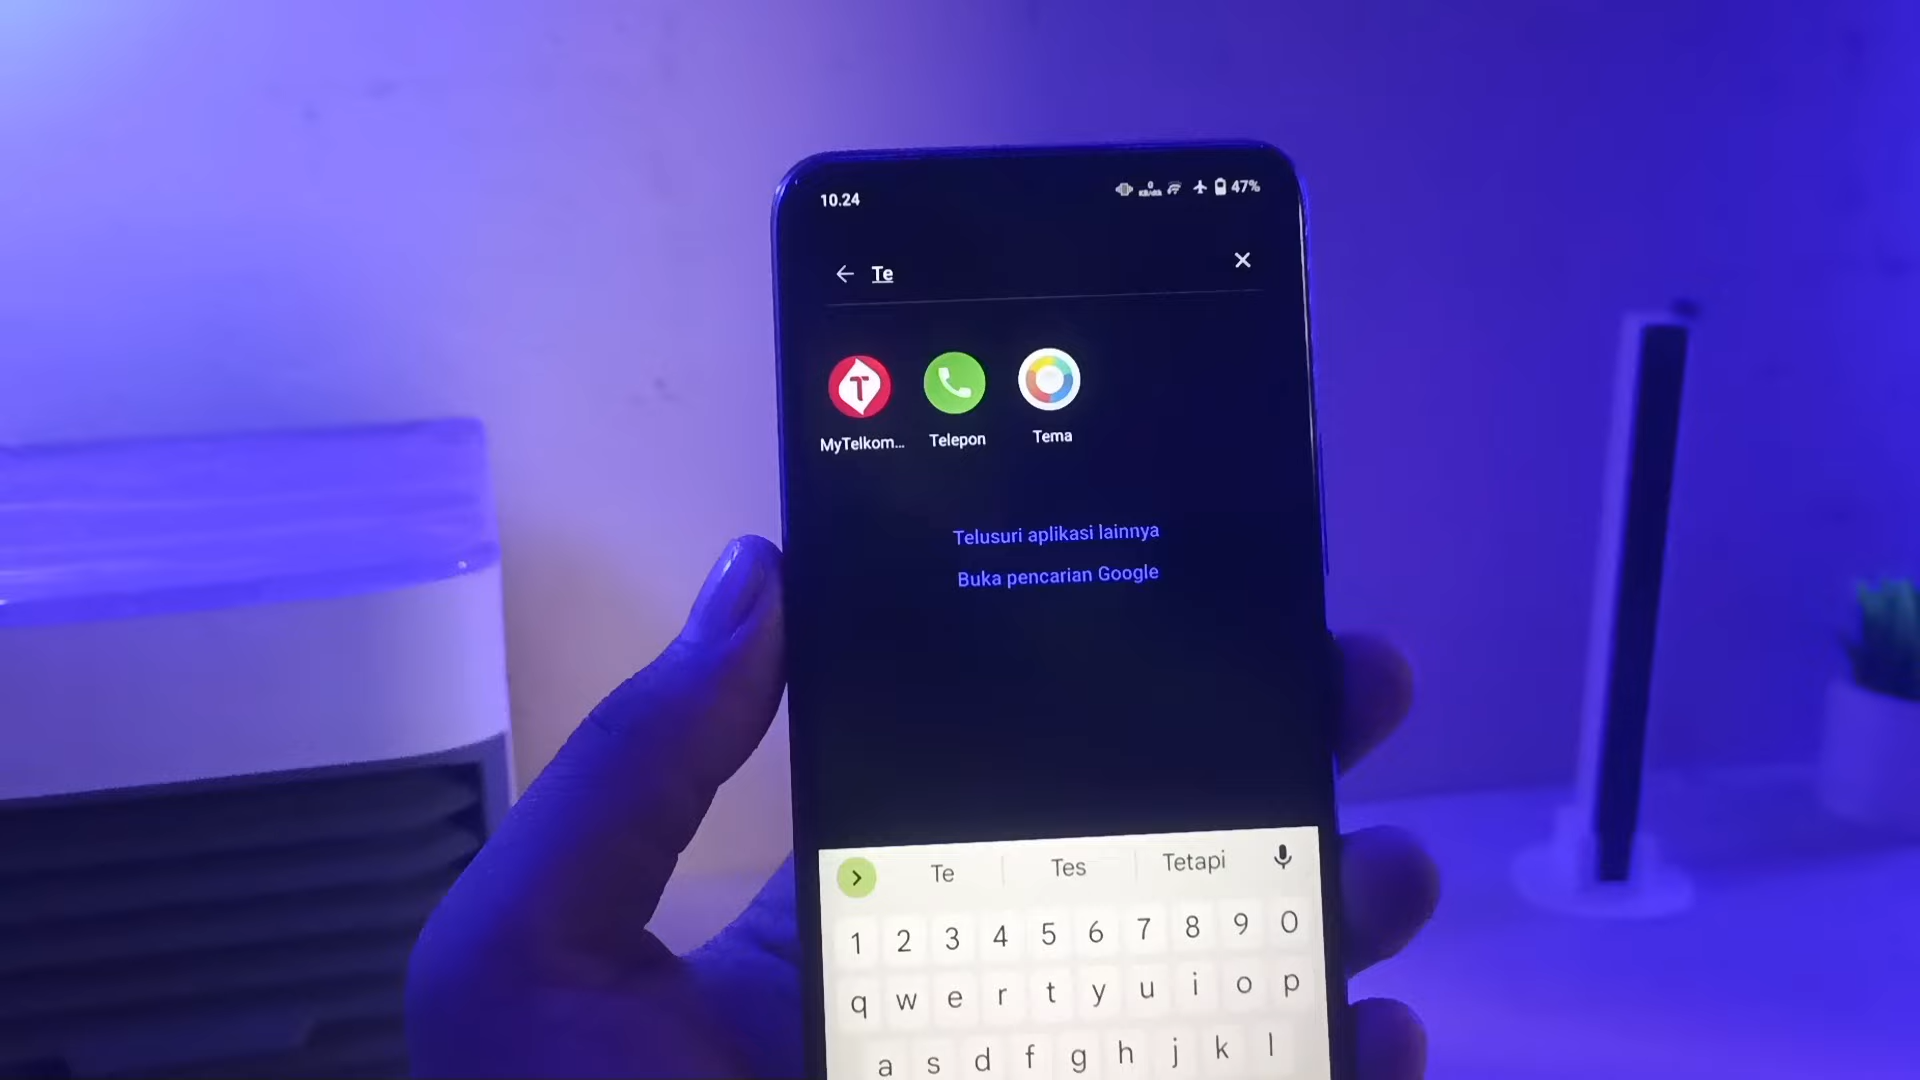 10.24
47%
Te
MyTelkom...
Telepon
Tema
Telusuri aplikasi lainnya
Buka pencarian Google
Te Tes Tetapi
1 2 3 4 5 6 7 8 9 0
q w e r t y u i o p
a s d f g h j k l